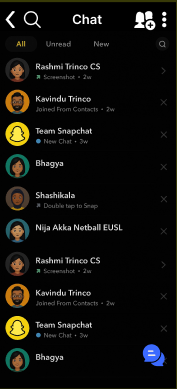 Chat
All Unread New
Rashmi Trinco CS
Screenshot • 2w
Kavindu Trinco
Joined From Contacts • 2w
Team Snapchat
New Chat • 3w
Bhagya
Shashikala
Double tap to Snap
Nija Akka Netball EUSL
Rashmi Trinco CS
Screenshot • 2w
Kavindu Trinco
Joined From Contacts • 2w
Team Snapchat
New Chat • 3w
Bhagya